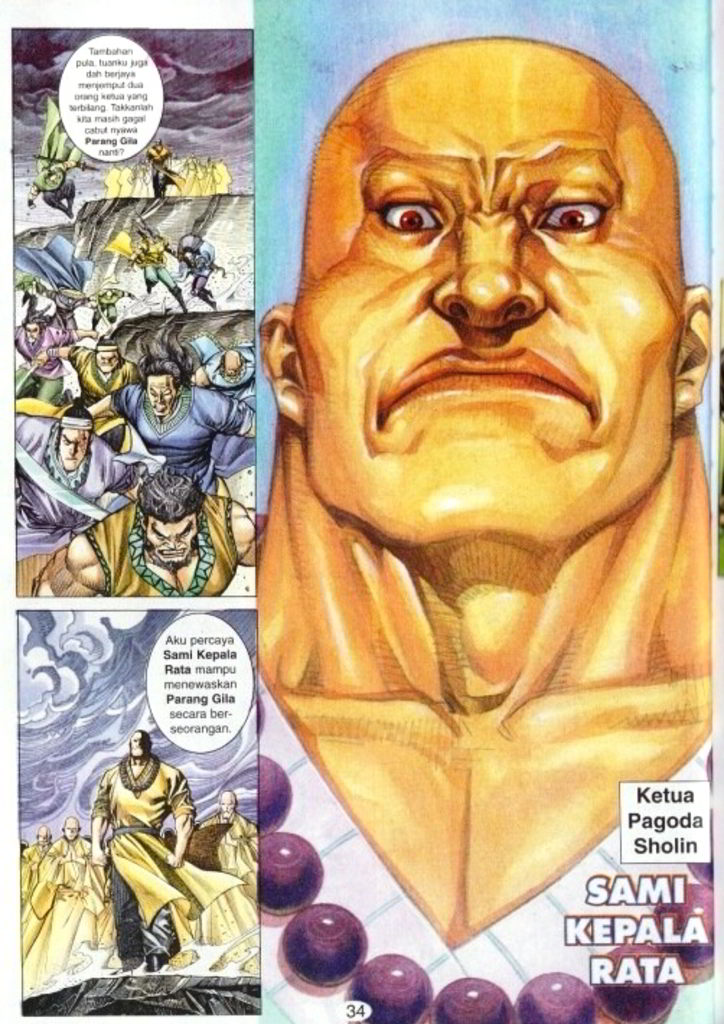 Tambahan
pula, tuanku juga
dah berjaya
menjemput dua
orang ketua yang
terbilang. Takkanlah
kita masih gagal
cabut nyawa
Parang Gila
nanti?
Aku percaya
Sami Kepala
Rata mampu
menewaskan
Parang Gila
secara ber-
seorangan.
Ketua
Pagoda
Sholin
SAMI
KEPALA
RATA
34